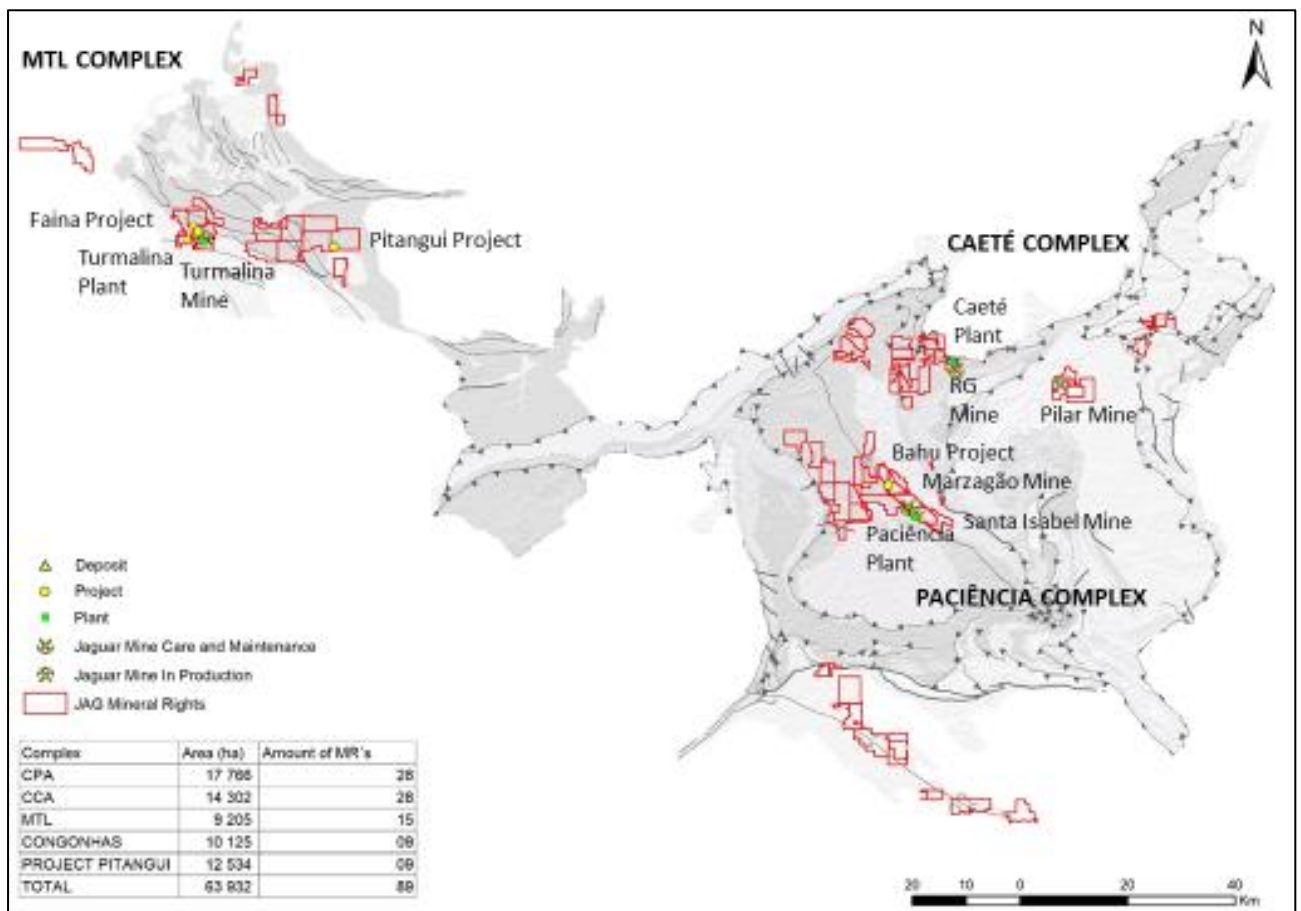 N
MTL COMPLEX
Faina Project
Turmalina
Plant
Turmalina
Mine
Pitangui Project
CAETÉ COMPLEX
Caeté
Plant
RG
Mine
Pilar Mine
Bahu Project
Marzagão Mine
Santa Isabel Mine
Paciência
Plant
PACIÊNCIA COMPLEX
Deposit
Project
Plant
Jaguar Mine Care and Maintenance
Jaguar Mine In Production
JAG Mineral Rights
Complex Area (ha) Amount of MR's
CPA 17 766 28
CCA 14 302 28
MTL 9 205 15
CONGONHAS 10 125 09
PROJECT PITANGUI 12 534 09
TOTAL 63 932 89
20 10 0 20 40
Km